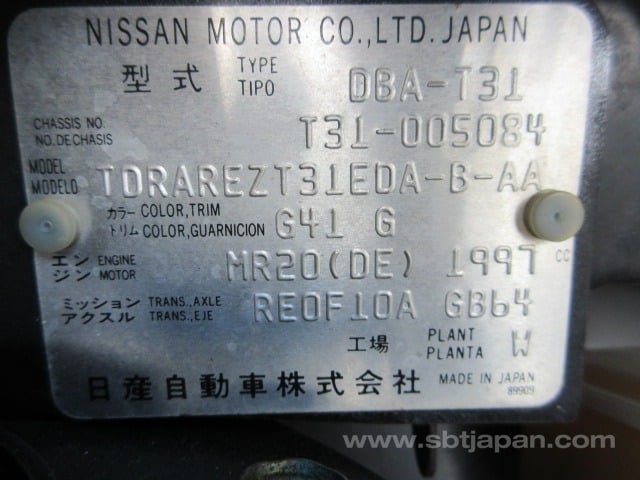 NISSAN MOTOR CO.,LTD. JAPAN
型式 TYPE TIPO DBA-T31
CHASSIS NO. NO. DE CHASIS T31-005084
MODEL MODELO TDRAREZT31EDA-B-AA
カラー COLOR, TRIM トリム COLOR, GUARNICION G41 G
エンジン ENGINE MOTOR MR20(DE) 1997 CC
ミッション TRANS., AXLE アクスル TRANS., EJE RE0F10A GB64
工場 PLANT PLANTA W
日産自動車株式会社 MADE IN JAPAN
89909
www.sbtjapan.com